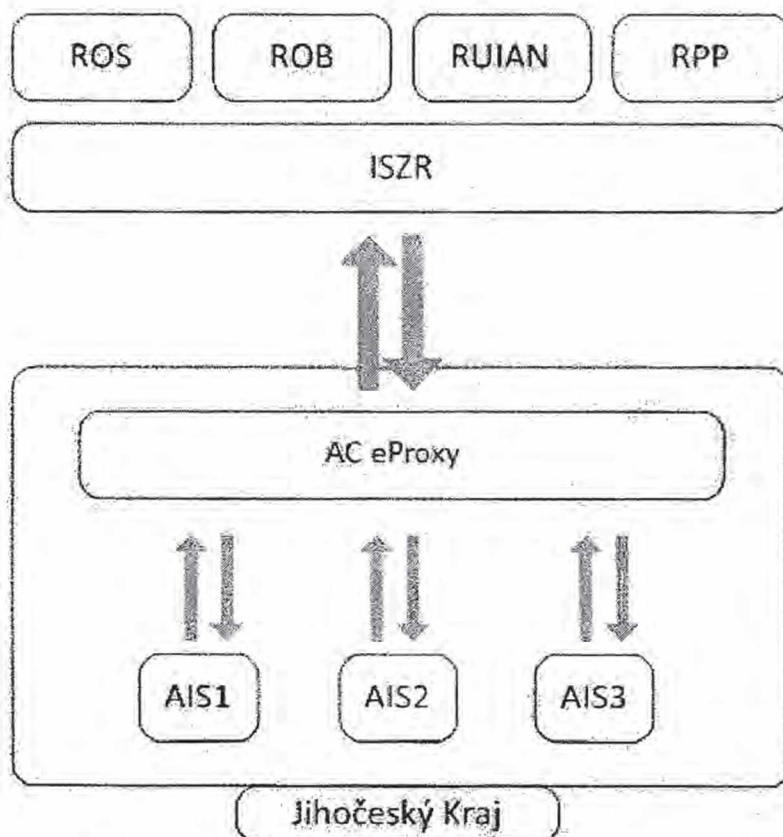 ROS ROB RUIAN RPP
ISZR
AC eProxy
AIS1 AIS2 AIS3
Jihočeský Kraj